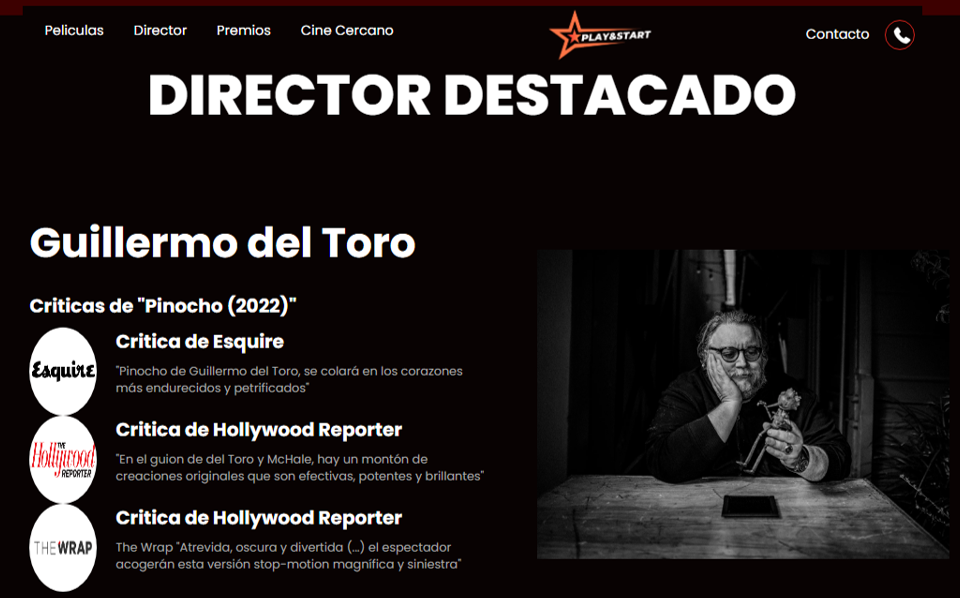 Peliculas
Director
Premios
Cine Cercano
PLAY&START
Contacto
DIRECTOR DESTACADO
Guillermo del Toro
Criticas de "Pinocho (2022)"
Esquire
Critica de Esquire
"Pinocho de Guillermo del Toro, se colará en los corazones
más endurecidos y petrificados"
THE
Hollywood
REPORTER
Critica de Hollywood Reporter
"En el guion de del Toro y McHale, hay un montón de
creaciones originales que son efectivas, potentes y brillantes"
THEWRAP
Critica de Hollywood Reporter
The Wrap "Atrevida, oscura y divertida (...) el espectador
acogerán esta versión stop-motion magnífica y siniestra"